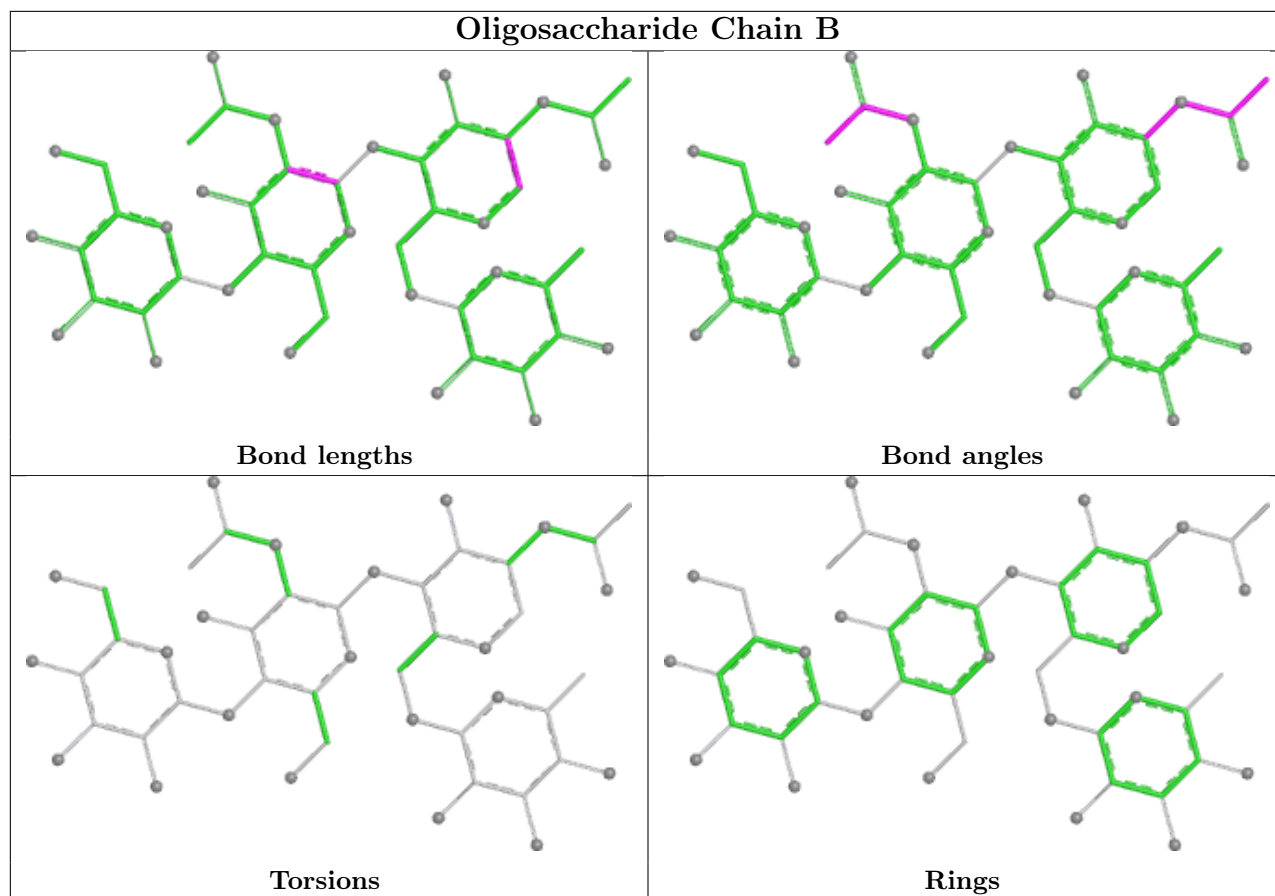 Oligosaccharide Chain B
Bond lengths
Bond angles
Torsions
Rings